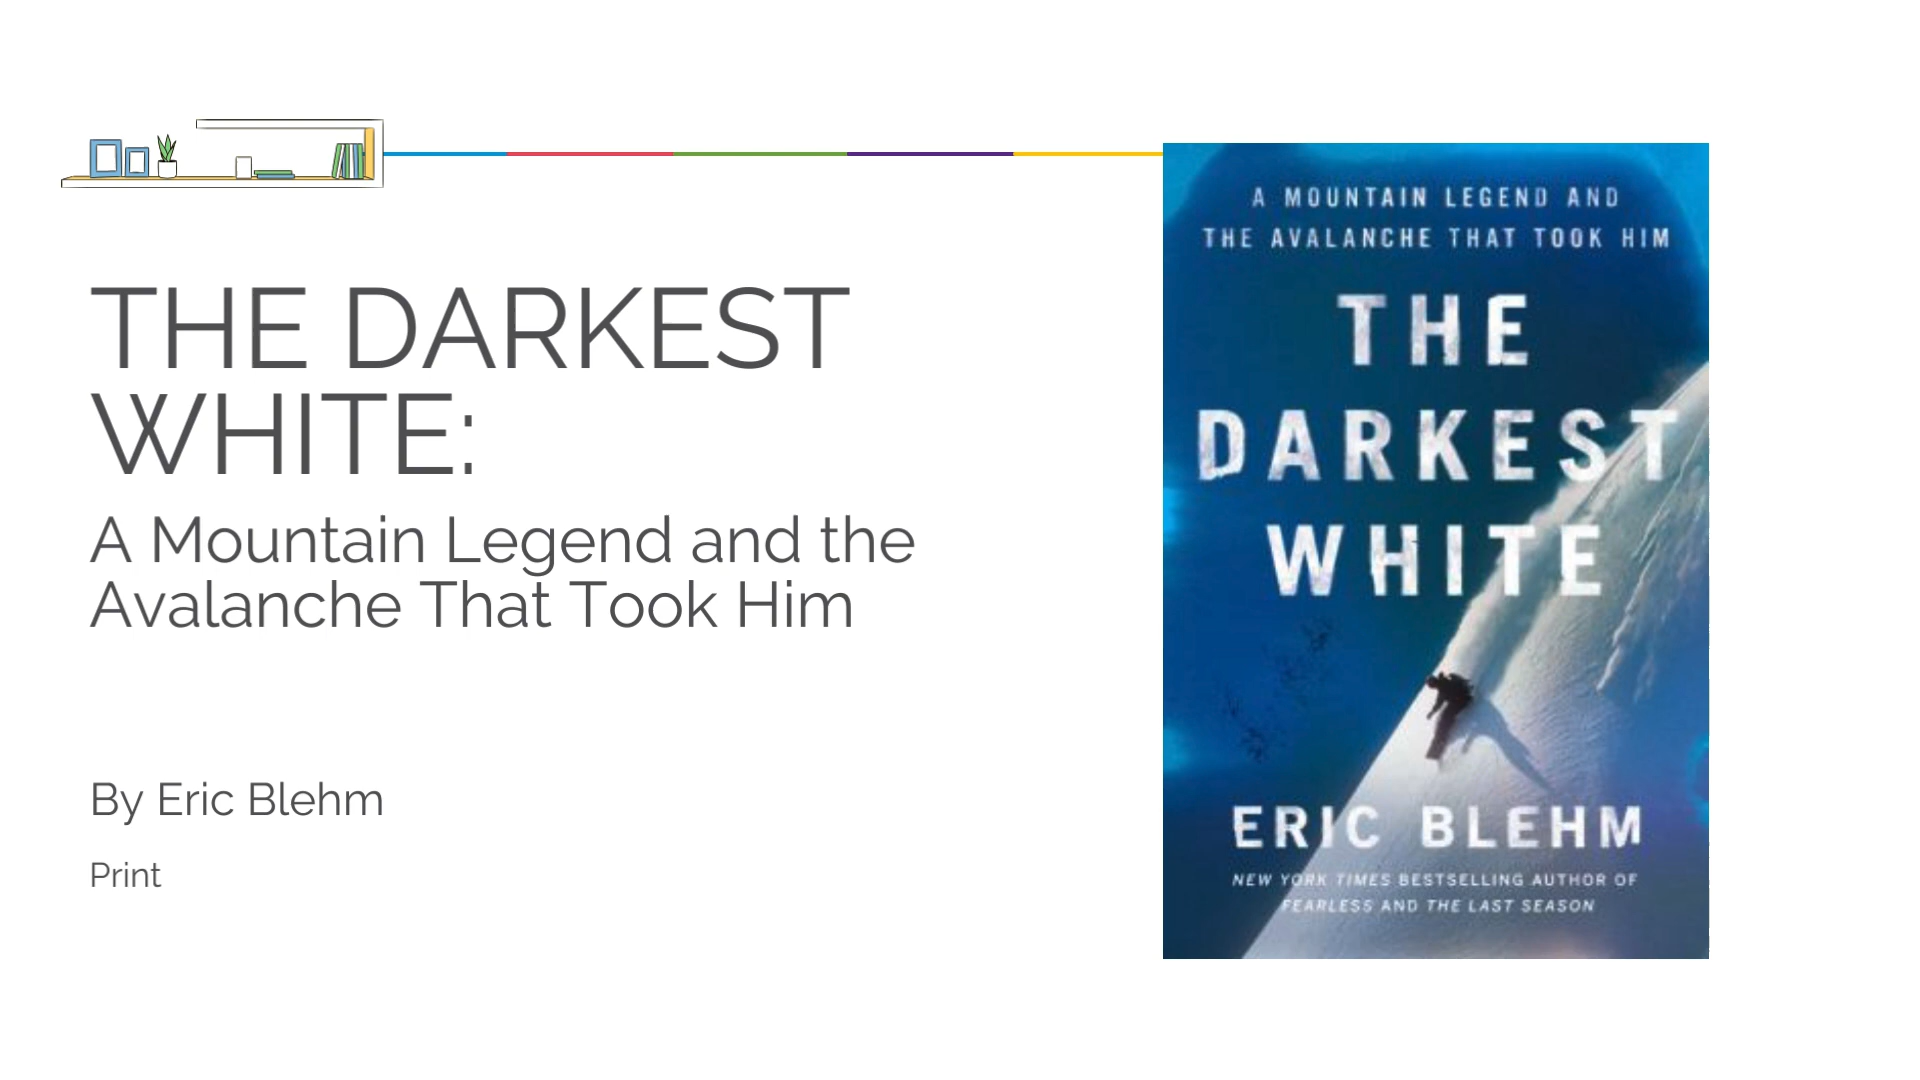 THE DARKEST
WHITE:
A Mountain Legend and the
Avalanche That Took Him
By Eric Blehm
Print
A MOUNTAIN LEGEND AND
THE AVALANCHE THAT TOOK HIM
THE
DARKEST
WHITE
ERIC BLEHM
NEW YORK TIMES BESTSELLING AUTHOR OF
FEARLESS AND THE LAST SEASON